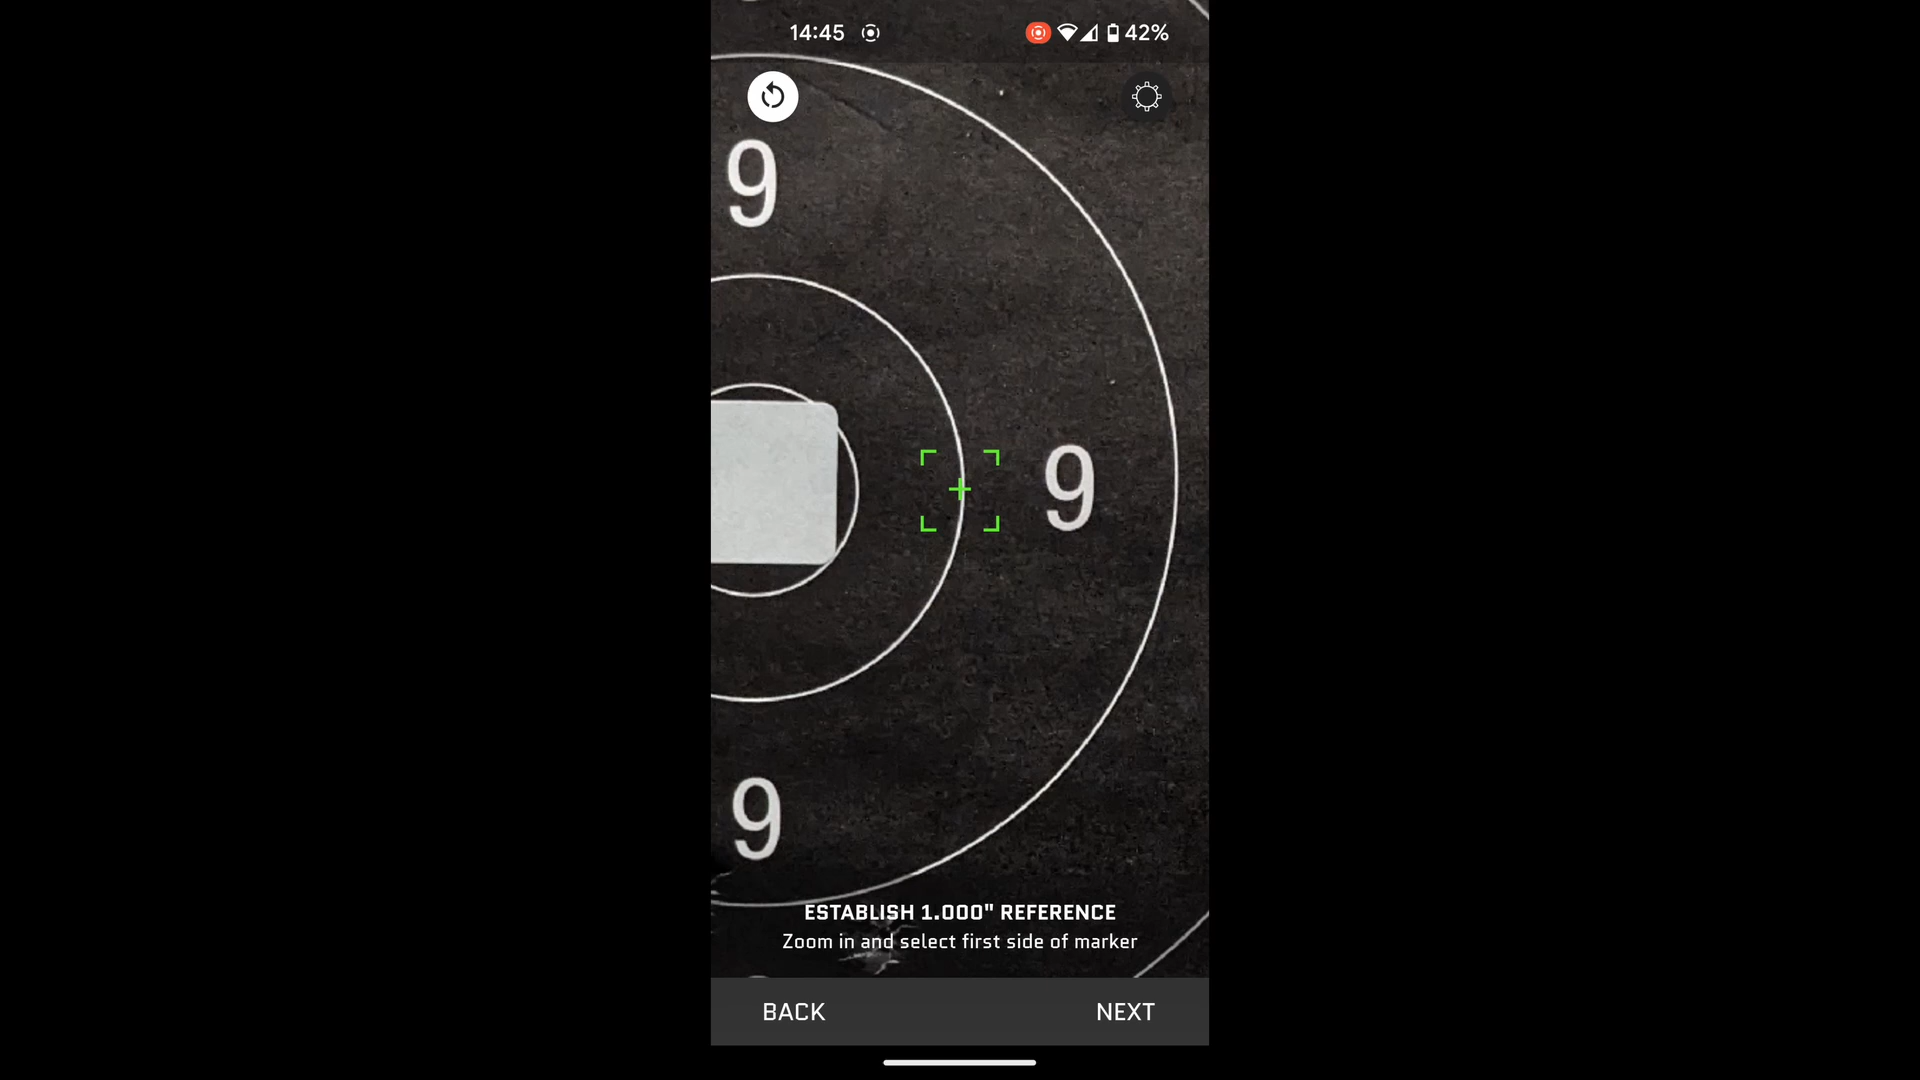 14:45 42%
9
9
9
ESTABLISH 1.000" REFERENCE
Zoom in and select first side of marker
BACK NEXT